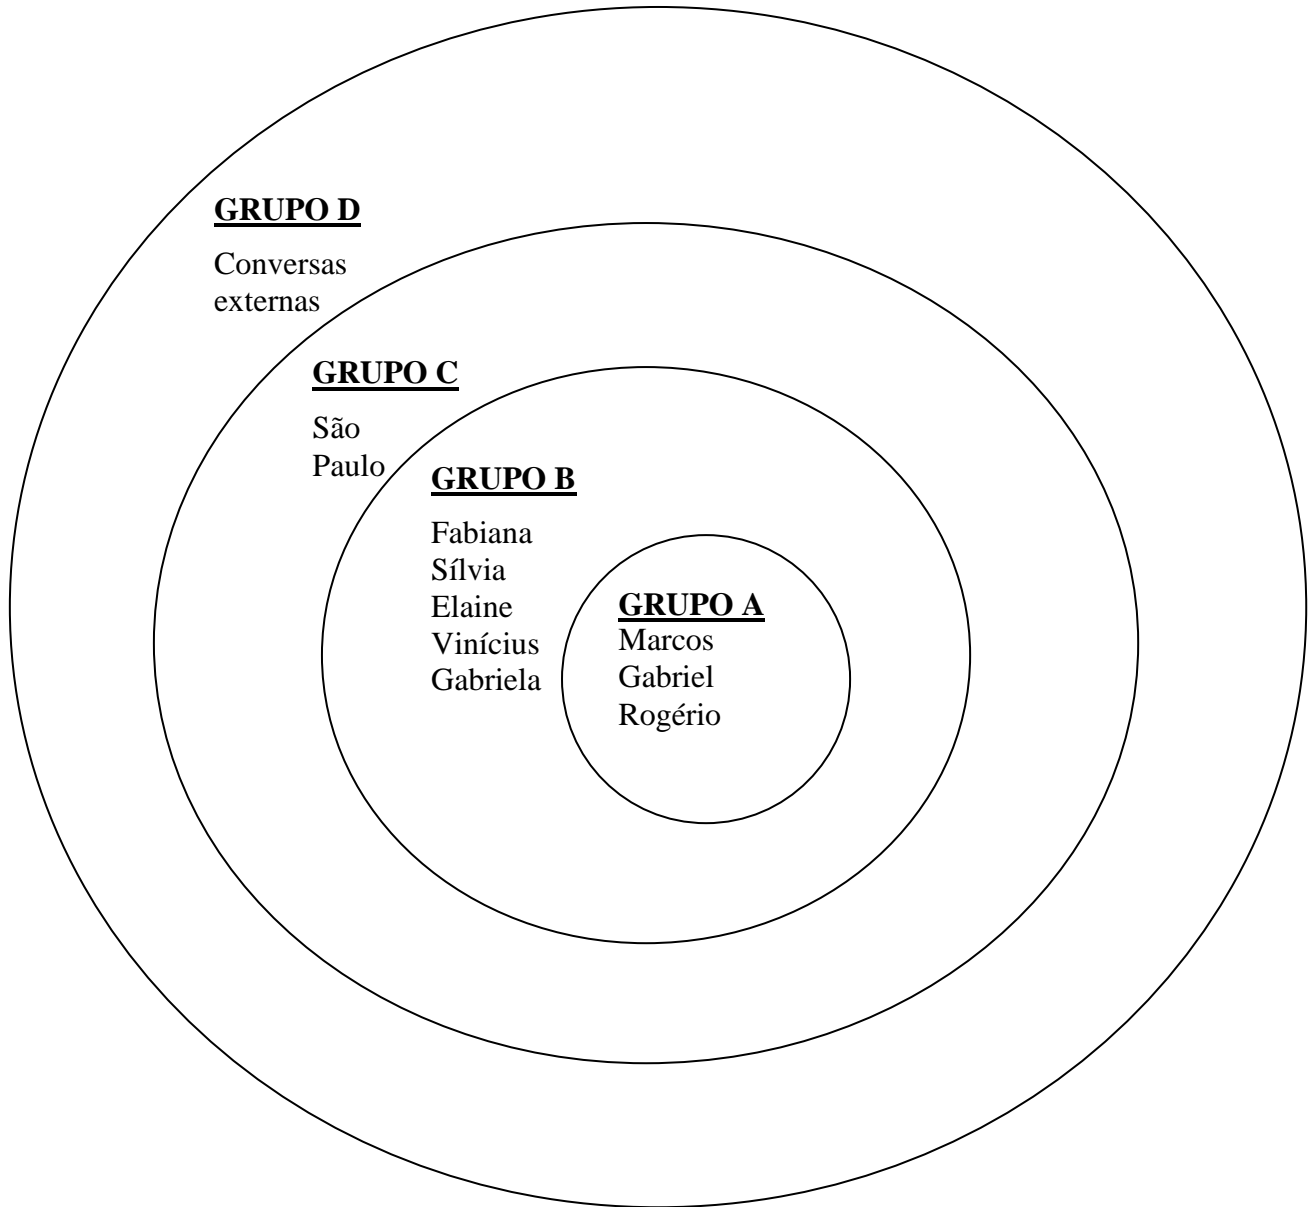 GRUPO D
Conversas
externas
GRUPO C
São
Paulo
GRUPO B
Fabiana
Sílvia
Elaine
Vinícius
Gabriela
GRUPO A
Marcos
Gabriel
Rogério